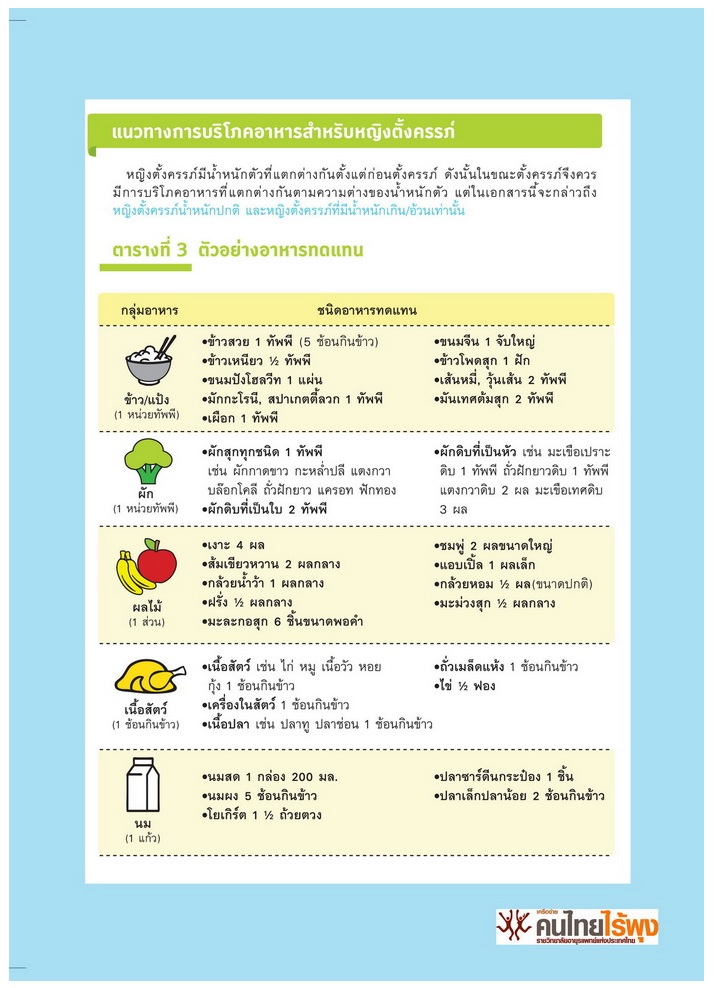 แนวทางการบริโภคอาหารสำหรับหญิงตั้งครรภ์
หญิงตั้งครรภ์มีน้ำหนักตัวที่แตกต่างกันตั้งแต่ก่อนตั้งครรภ์ ดังนั้นในขณะตั้งครรภ์จึงควร
มีการบริโภคอาหารที่แตกต่างกันตามความต่างของน้ำหนักตัว แต่ในเอกสารนี้จะกล่าวถึง
หญิงตั้งครรภ์น้ำหนักปกติ และหญิงตั้งครรภ์ที่มีน้ำหนักเกิน/อ้วนเท่านั้น
ตารางที่ 3 ตัวอย่างอาหารทดแทน
กลุ่มอาหาร
ชนิดอาหารทดแทน
ข้าว/แป้ง
(1 หน่วยทัพพี)
•ข้าวสวย 1 ทัพพี (5 ช้อนกินข้าว)
•ข้าวเหนียว ½ ทัพพี
•ขนมปังโฮลวีท 1 แผ่น
•มักกะโรนี, สปาเกตตี้ลวก 1 ทัพพี
•เผือก 1 ทัพพี
•ขนมจีน 1 จับใหญ่
•ข้าวโพดสุก 1 ฝัก
•เส้นหมี่, วุ้นเส้น 2 ทัพพี
•มันเทศต้มสุก 2 ทัพพี
ผัก
(1 หน่วยทัพพี)
•ผักสุกทุกชนิด 1 ทัพพี
เช่น ผักกาดขาว กะหล่ำปลี แตงกวา
บล๊อกโคลี ถั่วฝักยาว แครอท ฟักทอง
•ผักดิบที่เป็นใบ 2 ทัพพี
•ผักดิบที่เป็นหัว เช่น มะเขือเปราะ
ดิบ 1 ทัพพี ถั่วฝักยาวดิบ 1 ทัพพี
แตงกวาดิบ 2 ผล มะเขือเทศดิบ
3 ผล
ผลไม้
(1 ส่วน)
•เงาะ 4 ผล
•ส้มเขียวหวาน 2 ผลกลาง
•กล้วยน้ำว้า 1 ผลกลาง
•ฝรั่ง ½ ผลกลาง
•มะละกอสุก 6 ชิ้นขนาดพอคำ
•ชมพู่ 2 ผลขนาดใหญ่
•แอบเปิ้ล 1 ผลเล็ก
•กล้วยหอม ½ ผล(ขนาดปกติ)
•มะม่วงสุก ½ ผลกลาง
เนื้อสัตว์
(1 ช้อนกินข้าว)
•เนื้อสัตว์ เช่น ไก่ หมู เนื้อวัว หอย
กุ้ง 1 ช้อนกินข้าว
•เครื่องในสัตว์ 1 ช้อนกินข้าว
•เนื้อปลา เช่น ปลาทู ปลาช่อน 1 ช้อนกินข้าว
•ถั่วเมล็ดแห้ง 1 ช้อนกินข้าว
•ไข่ ½ ฟอง
นม
(1 แก้ว)
•นมสด 1 กล่อง 200 มล.
•นมผง 5 ช้อนกินข้าว
•โยเกิร์ต 1 ½ ถ้วยตวง
•ปลาซาร์ดีนกระป๋อง 1 ชิ้น
•ปลาเล็กปลาน้อย 2 ช้อนกินข้าว
เครือข่าย
คนไทยไร้พุง
ราชวิทยาลัยอายุรแพทย์แห่งประเทศไทย